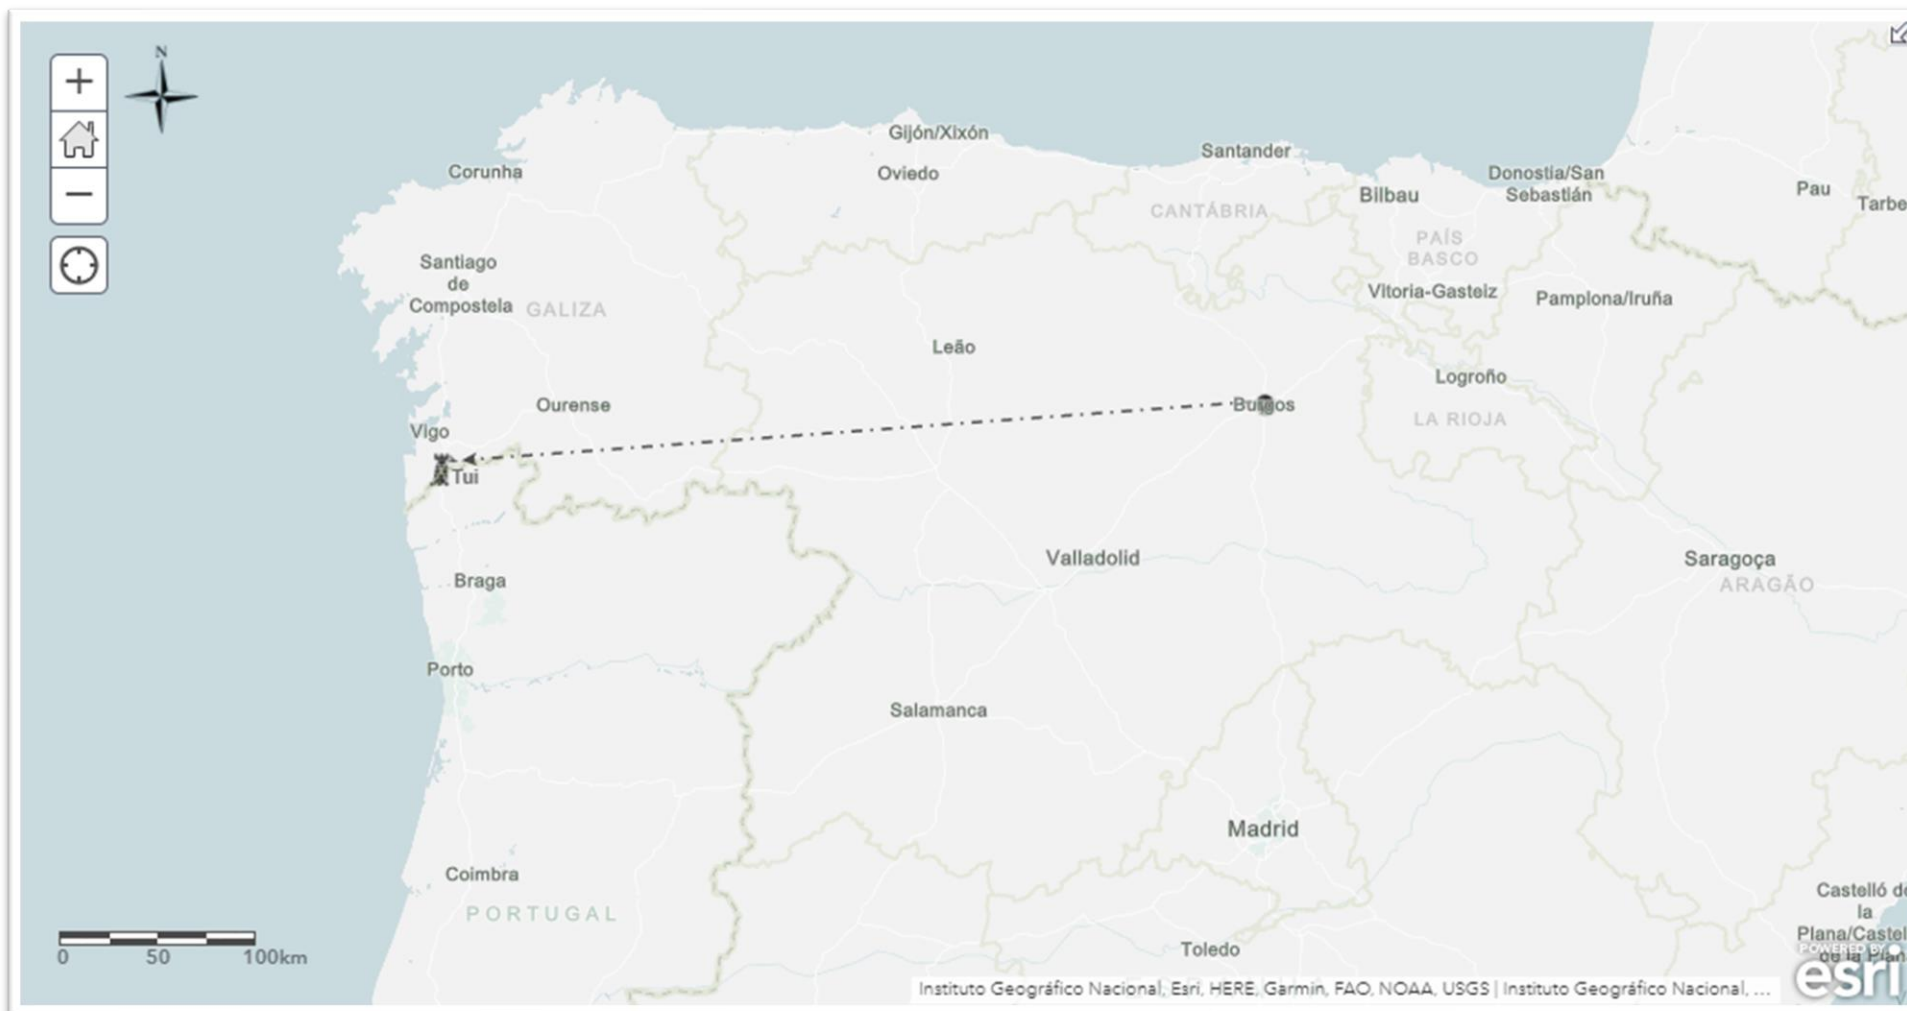 N
+
−
Gijón/Xixón
Oviedo
Corunha
Santander
Bilbau
Donostia/San
Sebastián
Pau
Tarbe
CANTÁBRIA
PAÍS
BASCO
Santiago
de
Compostela
GALIZA
Vitoria-Gasteiz
Pamplona/Iruña
Leão
Logroño
LA RIOJA
Ourense
Burgos
Vigo
Tui
Valladolid
Saragoça
ARAGÃO
Braga
Porto
Salamanca
Madrid
Coimbra
PORTUGAL
Toledo
Castelló de
la
Plana/Castel
de la Plan
0 50 100km
POWERED BY
esri
Instituto Geográfico Nacional, Esri, HERE, Garmin, FAO, NOAA, USGS | Instituto Geográfico Nacional, ...